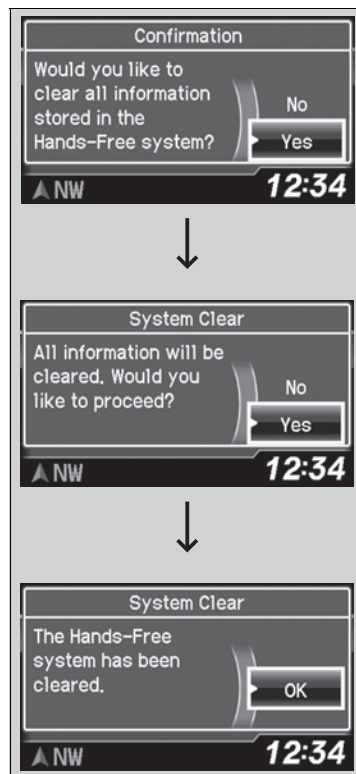 Confirmation
Would you like to
clear all information
stored in the
Hands-Free system?
No
Yes
NW
12:34
System Clear
All information will be
cleared. Would you
like to proceed?
No
Yes
NW
12:34
System Clear
The Hands-Free
system has been
cleared.
OK
NW
12:34